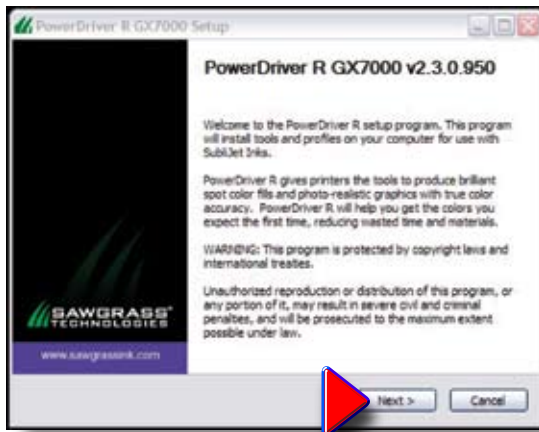 PowerDriver R GX7000 Setup
PowerDriver R GX7000 v2.3.0.950
Welcome to the PowerDriver R setup program. This program
will install tools and profiles on your computer for use with
SubliJet Inks.
PowerDriver R gives printers the tools to produce brilliant
spot color fills and photo-realistic graphics with true color
accuracy. PowerDriver R will help you get the colors you
expect the first time, reducing wasted time and materials.
WARNING: This program is protected by copyright laws and
international treaties.
Unauthorized reproduction or distribution of this program, or
any portion of it, may result in severe civil and criminal
penalties, and will be prosecuted to the maximum extent
possible under law.
SAWGRASS
TECHNOLOGIES
www.sawgrassink.com
Next >
Cancel